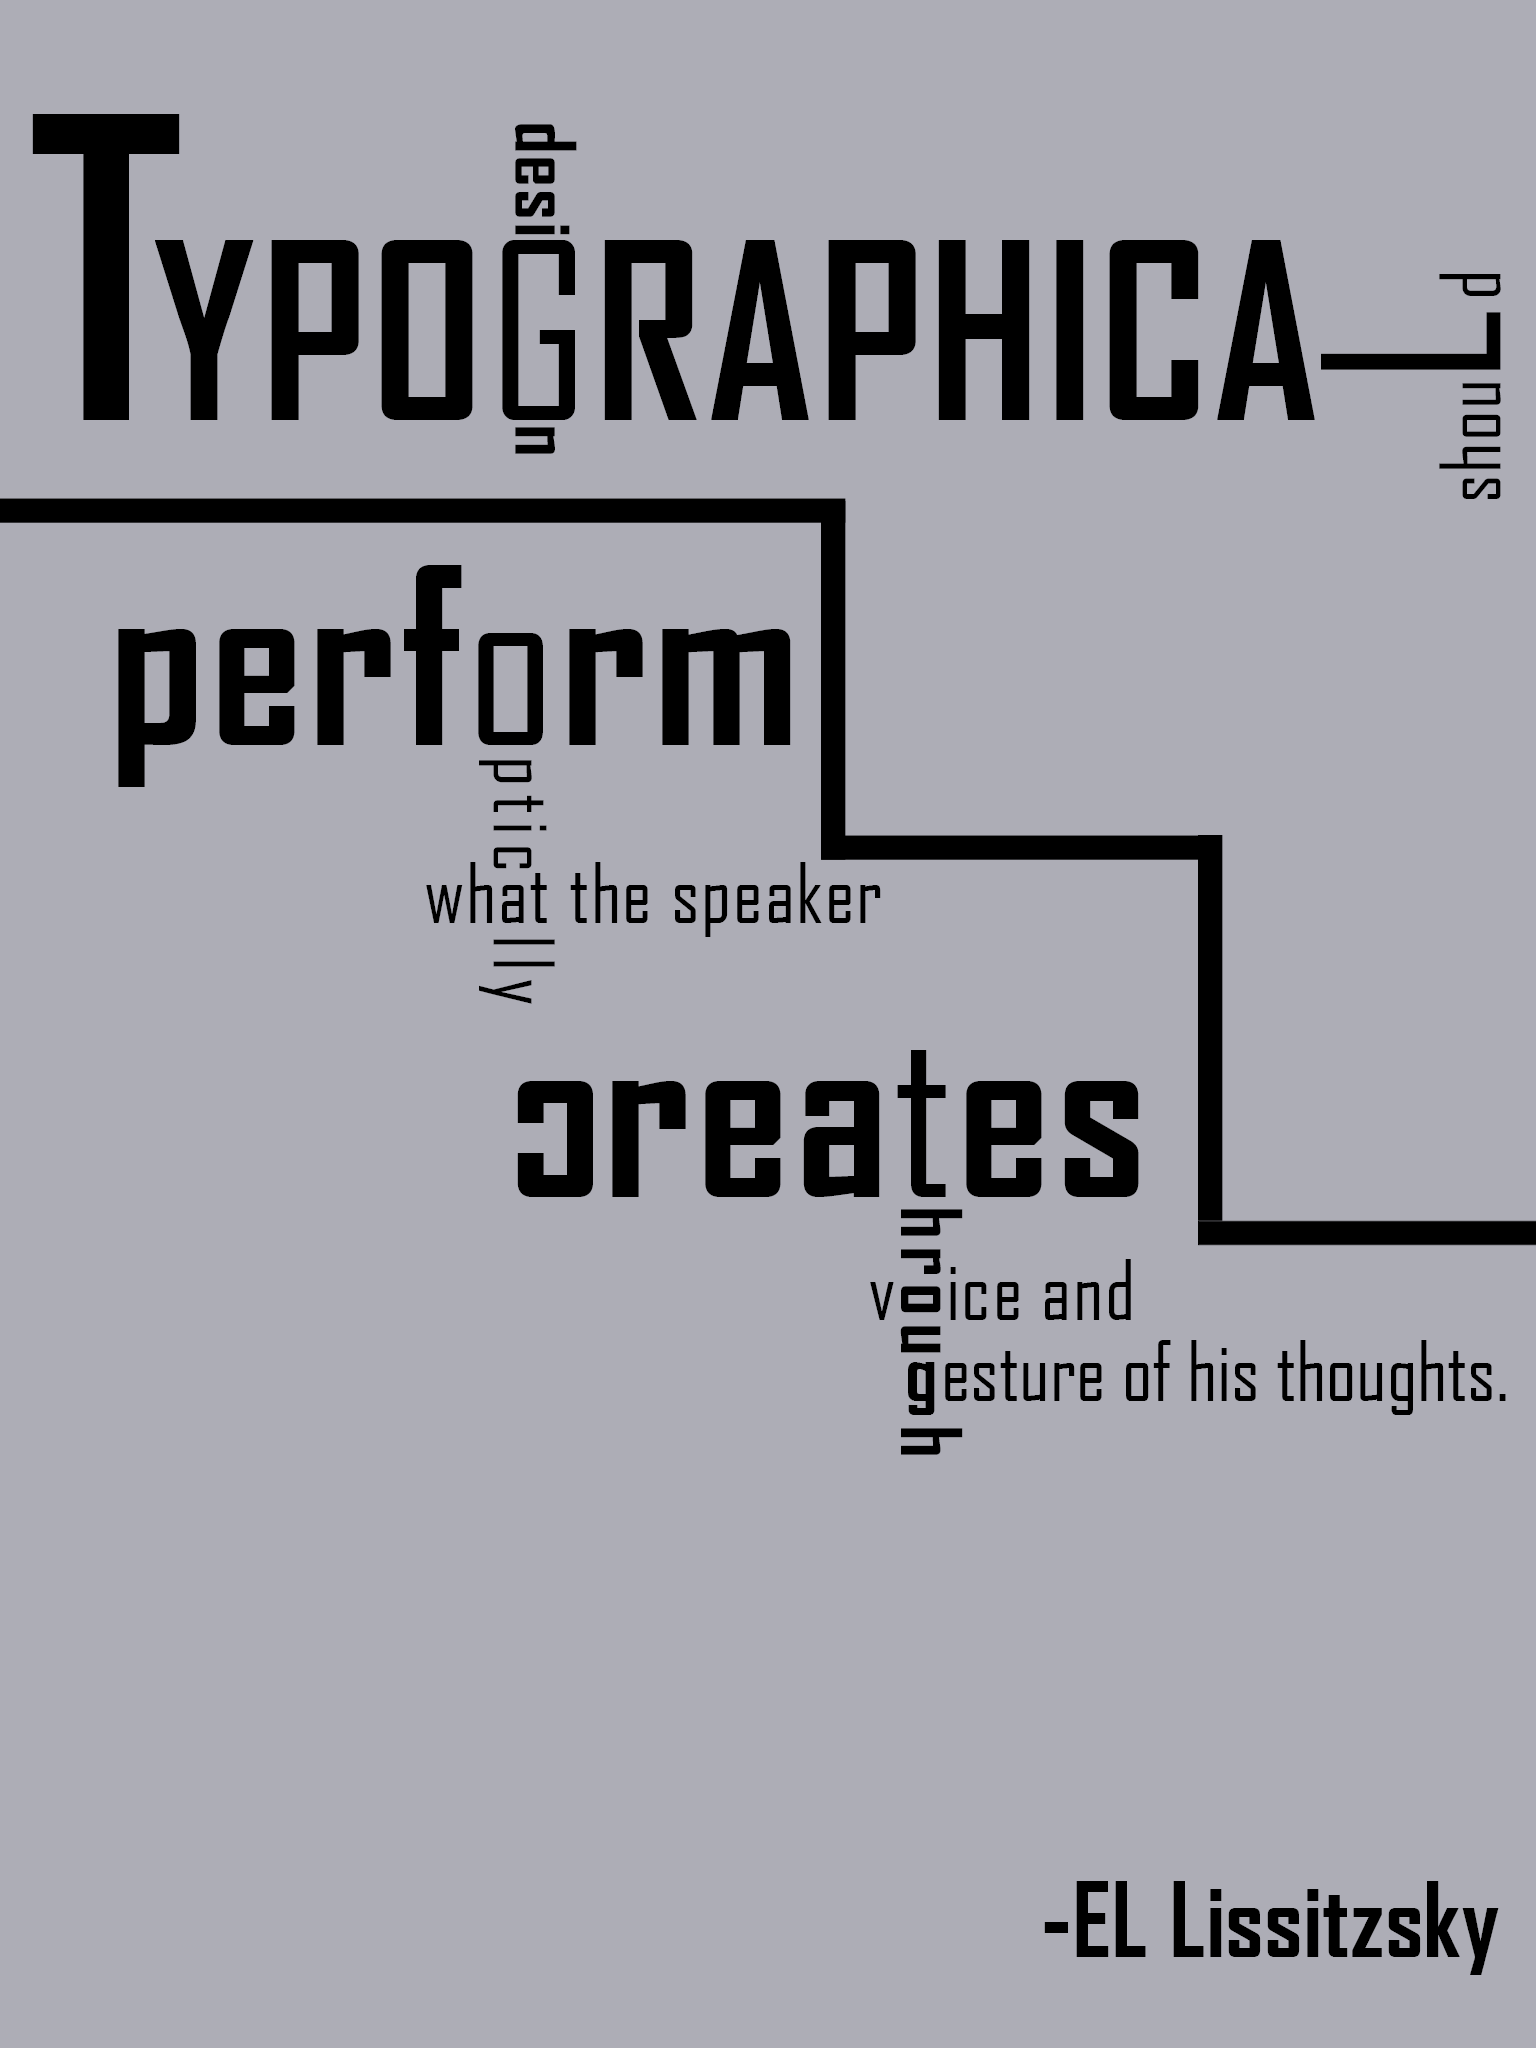 TYPOGRAPHICAL
desiGn
shouLd
perform
optically
what the speaker
creates
through
voice and
gesture of his thoughts.
-EL Lissitzsky